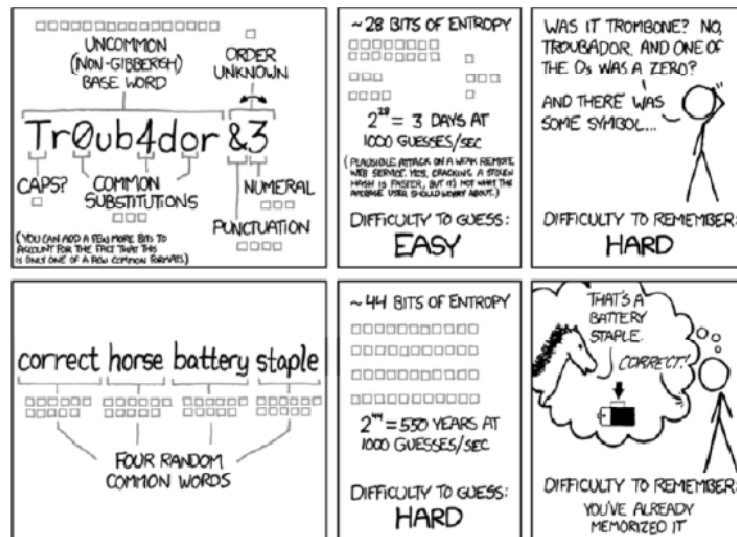 UNCOMMON
(NON-GIBBERISH)
BASE WORD
ORDER
UNKNOWN
Tr0ub4dor &3
CAPS?
COMMON
SUBSTITUTIONS
NUMERAL
PUNCTUATION
(YOU CAN ADD A FEW MORE BITS TO
ACCOUNT FOR THE FACT THAT THIS
IS ONLY ONE OF A FEW COMMON FORMATS.)
~28 BITS OF ENTROPY
2^28 = 3 DAYS AT
1000 GUESSES/SEC
(PLAUSIBLE ATTACK ON A WEAK REMOTE
WEB SERVICE. YES, CRACKING A STOLEN
HASH IS FASTER, BUT IT'S NOT WHAT THE
AVERAGE USER SHOULD WORRY ABOUT.)
DIFFICULTY TO GUESS:
EASY
WAS IT TROMBONE? NO,
TROUBADOR. AND ONE OF
THE Os WAS A ZERO?
AND THERE WAS
SOME SYMBOL...
DIFFICULTY TO REMEMBER:
HARD
correct horse battery staple
FOUR RANDOM
COMMON WORDS
~44 BITS OF ENTROPY
2^44 = 550 YEARS AT
1000 GUESSES/SEC
DIFFICULTY TO GUESS:
HARD
THAT'S A
BATTERY
STAPLE.
CORRECT!
DIFFICULTY TO REMEMBER:
YOU'VE ALREADY
MEMORIZED IT